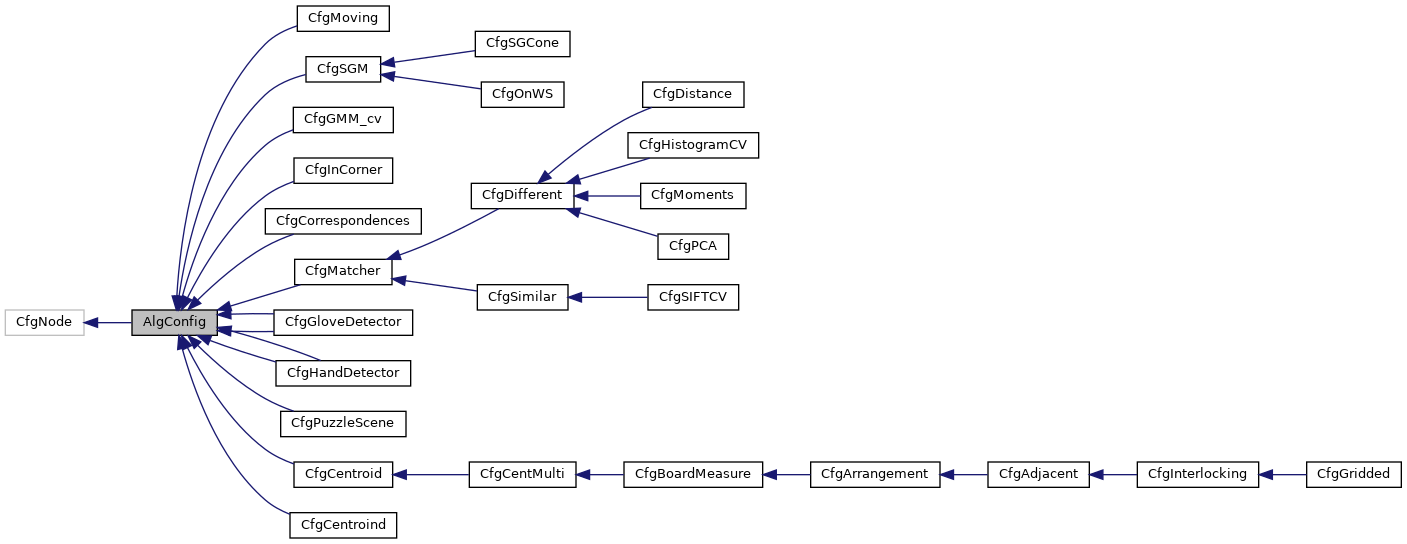 CfgMoving
CfgSGCone
CfgSGM
CfgOnWS
CfgDistance
CfgGMM_cv
CfgHistogramCV
CfgInCorner
CfgDifferent
CfgMoments
CfgCorrespondences
CfgPCA
CfgMatcher
CfgSimilar
CfgSIFTCV
CfgNode
AlgConfig
CfgGloveDetector
CfgHandDetector
CfgPuzzleScene
CfgCentroid
CfgCentMulti
CfgBoardMeasure
CfgArrangement
CfgAdjacent
CfgInterlocking
CfgGridded
CfgCentroind